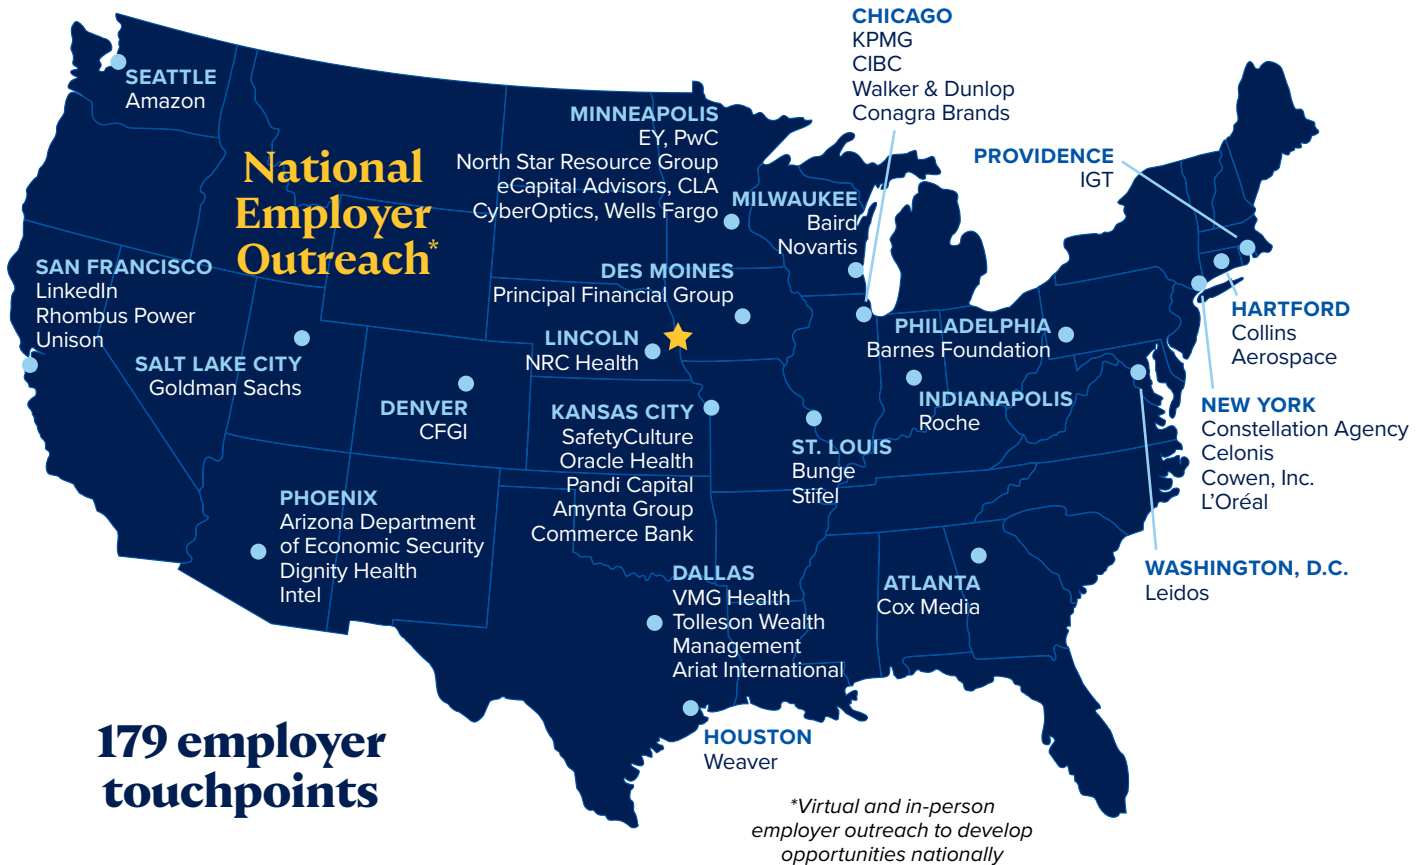 National
Employer
Outreach*
SEATTLE
Amazon
SAN FRANCISCO
LinkedIn
Rhombus Power
Unison
SALT LAKE CITY
Goldman Sachs
DENVER
CFGI
PHOENIX
Arizona Department
of Economic Security
Dignity Health
Intel
MINNEAPOLIS
EY, PwC
North Star Resource Group
eCapital Advisors, CLA
CyberOptics, Wells Fargo
DES MOINES
Principal Financial Group
LINCOLN
NRC Health
KANSAS CITY
SafetyCulture
Oracle Health
Pandi Capital
Amynta Group
Commerce Bank
DALLAS
VMG Health
Tolleson Wealth
Management
Ariat International
HOUSTON
Weaver
MILWAUKEE
Baird
Novartis
CHICAGO
KPMG
CIBC
Walker & Dunlop
Conagra Brands
ST. LOUIS
Bunge
Stifel
INDIANAPOLIS
Roche
PHILADELPHIA
Barnes Foundation
ATLANTA
Cox Media
PROVIDENCE
IGT
HARTFORD
Collins
Aerospace
NEW YORK
Constellation Agency
Celonis
Cowen, Inc.
L’Oréal
WASHINGTON, D.C.
Leidos
179 employer
touchpoints
*Virtual and in-person
employer outreach to develop
opportunities nationally